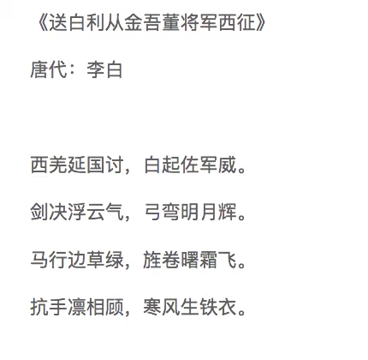 《送白利从金吾董将军西征》
唐代：李白
西羌延国讨，白起佐军威。
剑决浮云气，弓弯明月辉。
马行边草绿，旌卷曙霜飞。
抗手凛相顾，寒风生铁衣。